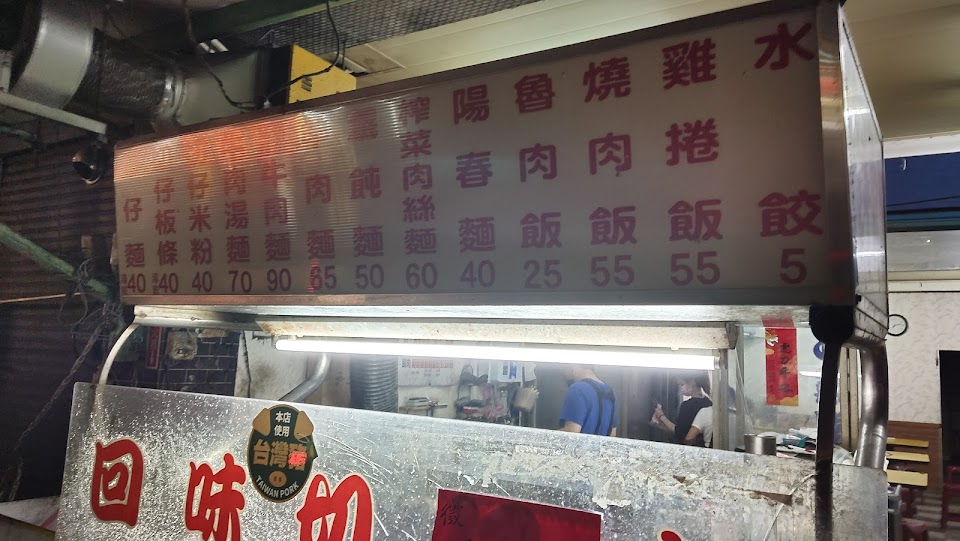 水餃 5
雞捲飯 55
燒肉飯 55
魯肉飯 25
陽春麵 40
榨菜肉絲麵 60
餛飩麵 50
肉麵 65
牛肉麵 90
肉湯麵 70
仔米粉 40
仔板條 40
仔麵 40
本店
使用
台灣豬
TAIWAN PORK
回味
徵